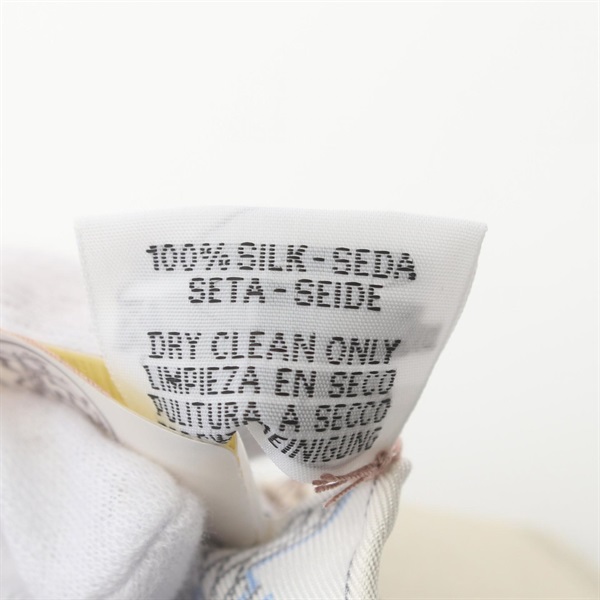 100% SILK - SEDA
SETA - SEIDE
DRY CLEAN ONLY
LIMPIEZA EN SECO
PULITURA A SECCO